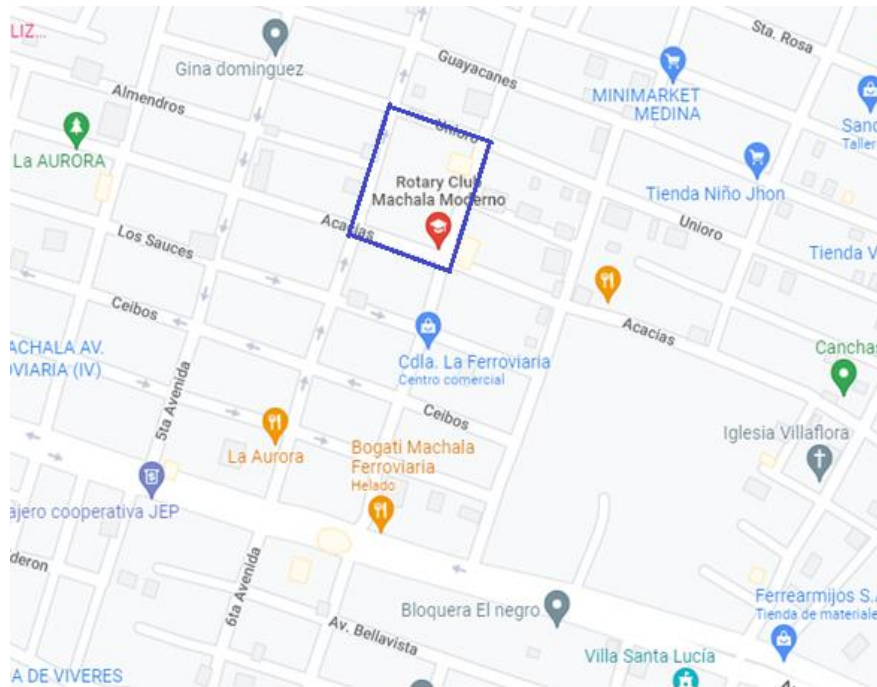 LIZ...
Gina dominguez
Guayacanes
Sta. Rosa
Almendros
MINIMARKET
MEDINA
Unioro
Taller
La AURORA
Rotary Club
Machala Moderno
Tienda Niño Jhon
Acacias
Unioro
Los Sauces
Tienda V
Ceibos
Acacias
ACHALA AV.
OVIARIA (IV)
Cdla. La Ferroviaria
Centro comercial
Canchas
5ta Avenida
Ceibos
La Aurora
Bogati Machala
Ferroviaria
Helado
Iglesia Villaflora
ajero cooperativa JEP
deron
6ta Avenida
Bloquera El negro
Ferrearmijos S.A
Tienda de materiale
Av. Bellavista
Villa Santa Lucía
A DE VIVERES